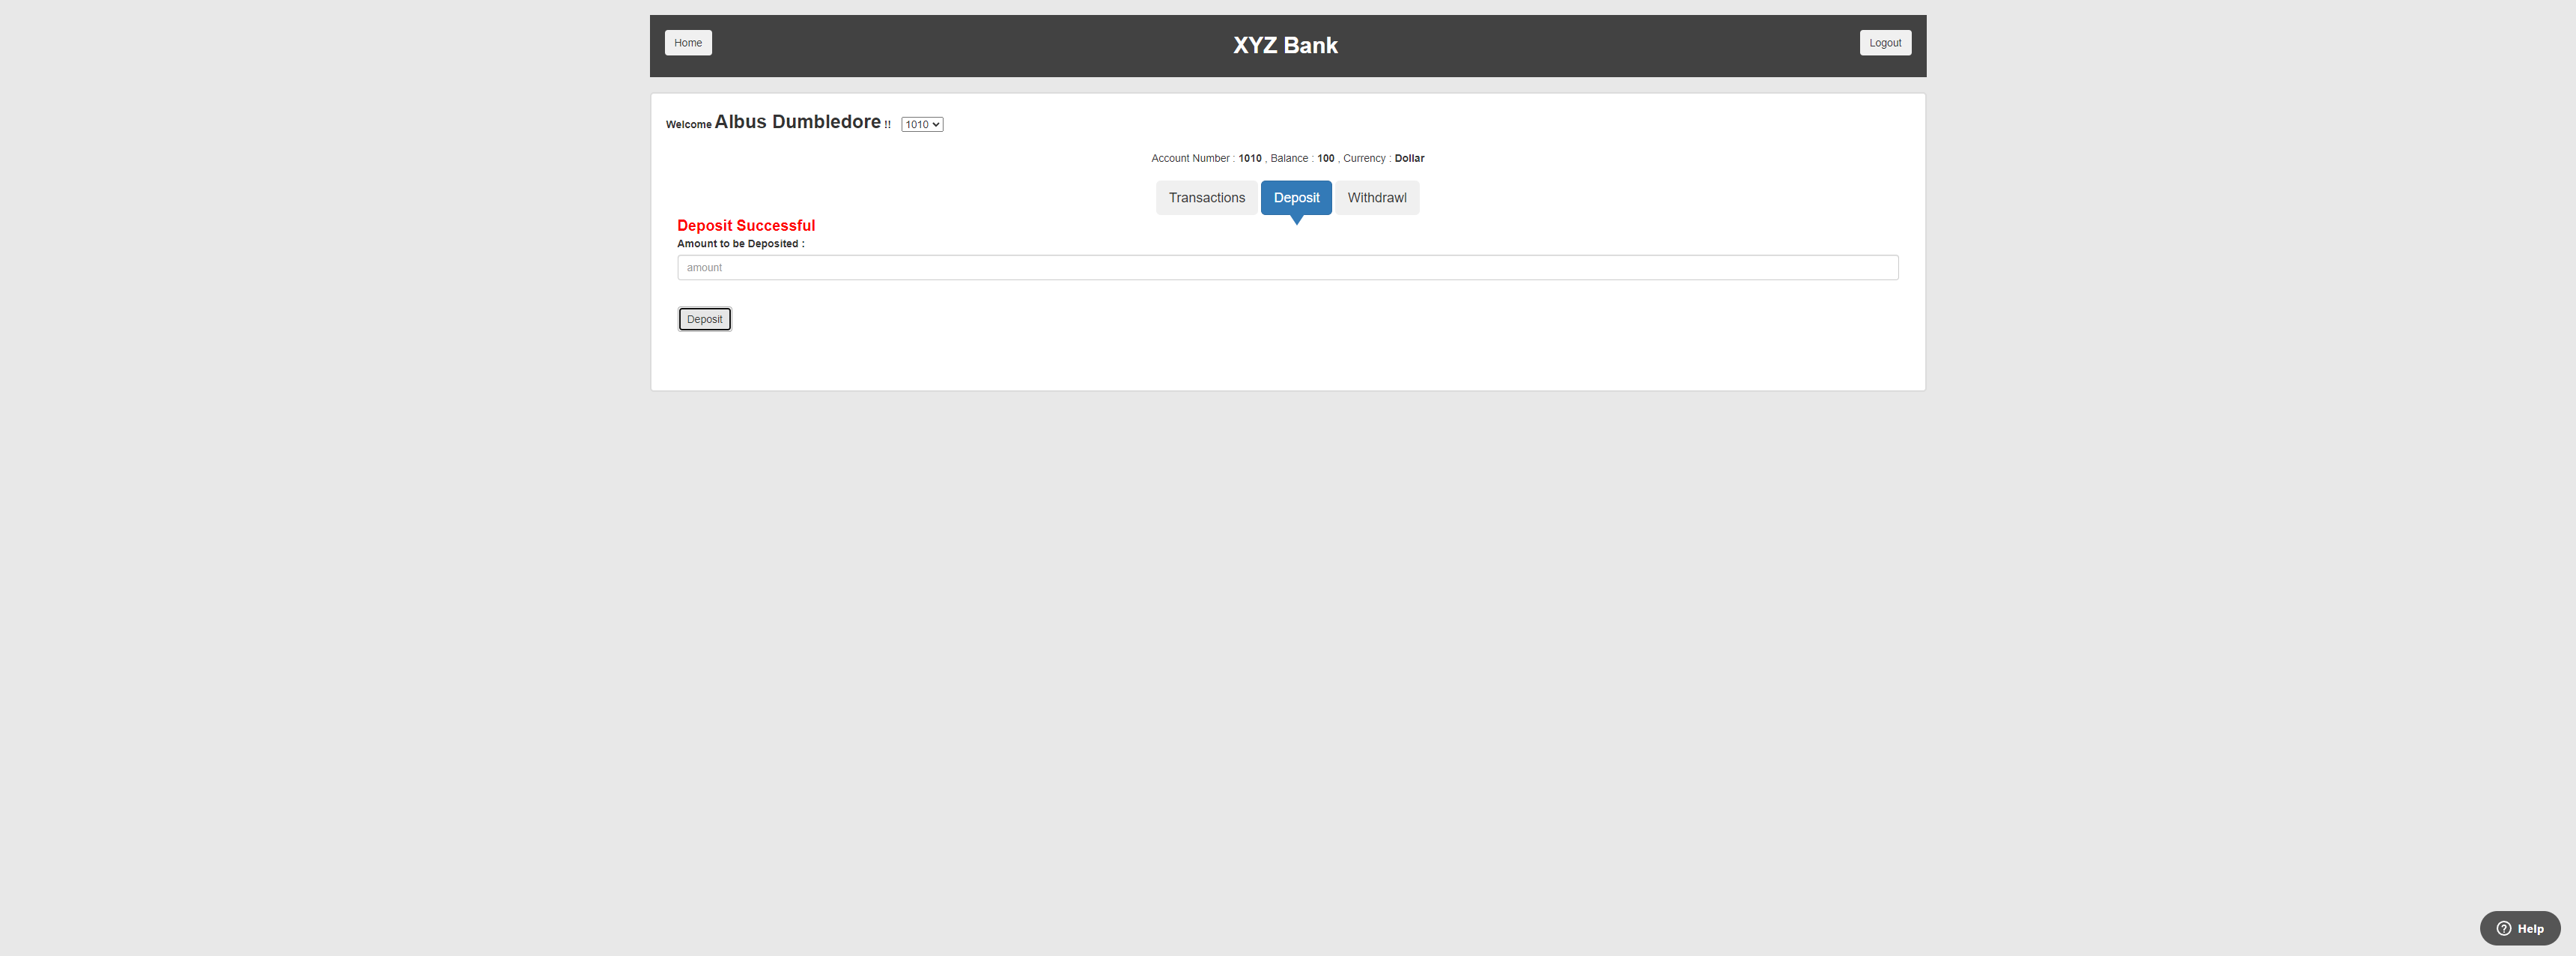 Home
XYZ Bank
Logout
Welcome Albus Dumbledore !! 1010
Account Number : 1010 , Balance : 100 , Currency : Dollar
Transactions
Deposit
Withdrawl
Deposit Successful
Amount to be Deposited :
amount
Deposit
Help